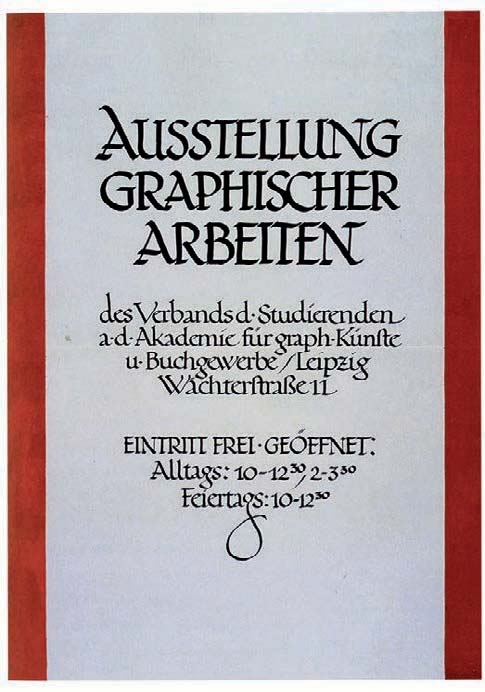 AUSSTELLUNG
GRAPHISCHER
ARBEITEN
des Verbands d· Studierenden
a·d·Akademie für graph·Künſte
u·Buchgewerbe/Leipzig
Wächterſtraße 11
EINTRITT FREI·GEÖFFNET:
Alltags: 10-12³⁰, 2-3³⁰
Feiertags: 10-12³⁰